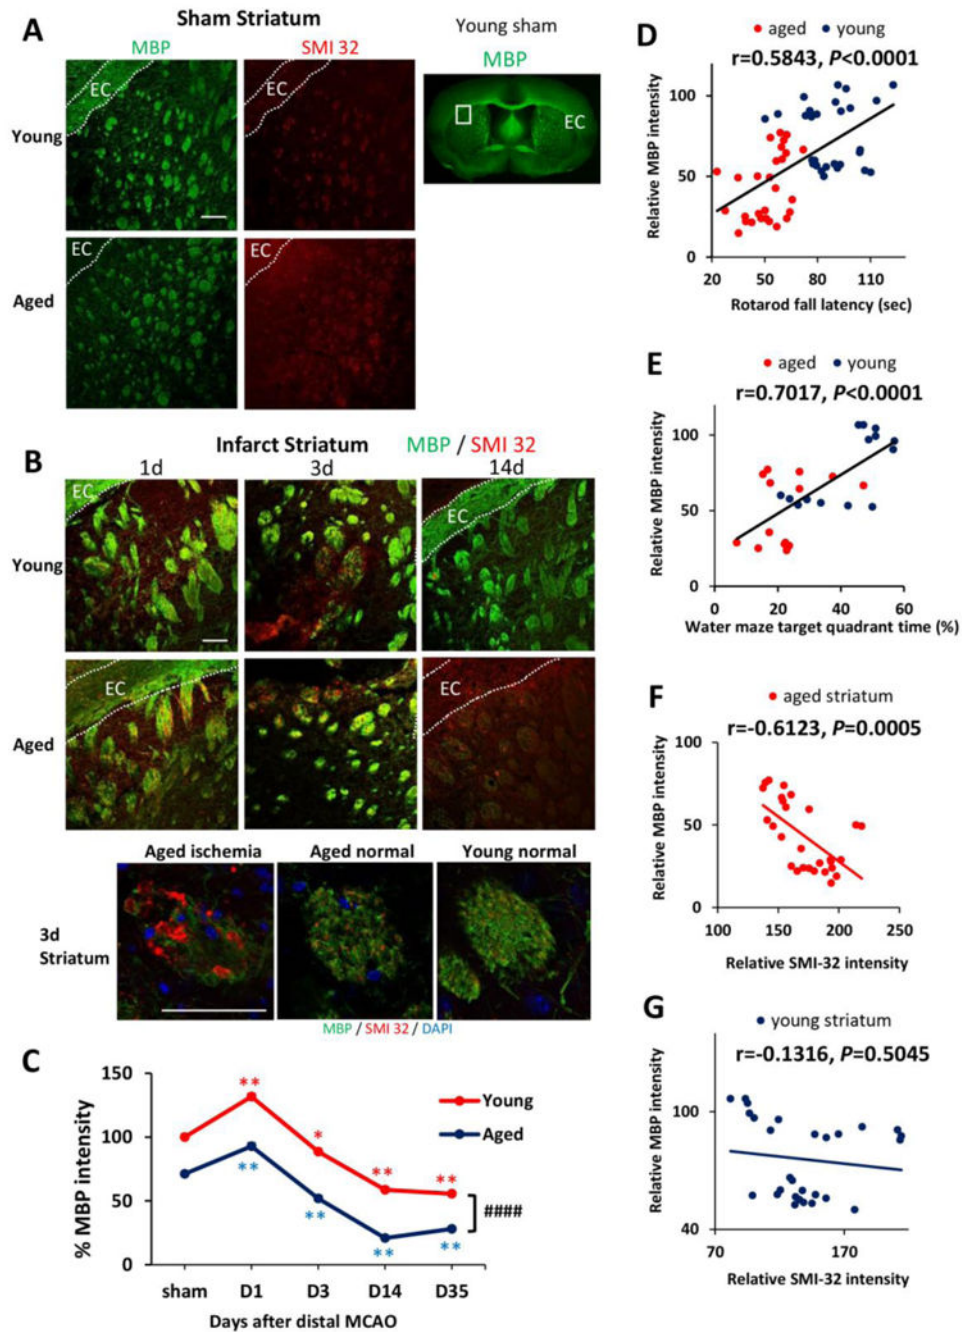 A
Sham Striatum
MBP
SMI 32
EC
EC
Young
EC
EC
Aged
Young sham
MBP
EC
B
Infarct Striatum MBP / SMI 32
1d
3d
14d
EC
EC
Young
EC
EC
Aged
Aged ischemia
Aged normal
Young normal
3d
Striatum
MBP / SMI 32 / DAPI
C
% MBP intensity
150
100
50
0
**
*
**
**
**
**
**
**
Young
Aged
####
sham D1 D3 D14 D35
Days after distal MCAO
D
aged young
r=0.5843, P<0.0001
Relative MBP intensity
100
50
0
20 50 80 110
Rotarod fall latency (sec)
E
aged young
r=0.7017, P<0.0001
Relative MBP intensity
100
50
0
0 20 40 60
Water maze target quadrant time (%)
F
aged striatum
r=-0.6123, P=0.0005
Relative MBP intensity
100
50
0
100 150 200 250
Relative SMI-32 intensity
G
young striatum
r=-0.1316, P=0.5045
Relative MBP intensity
100
40
70 170
Relative SMI-32 intensity